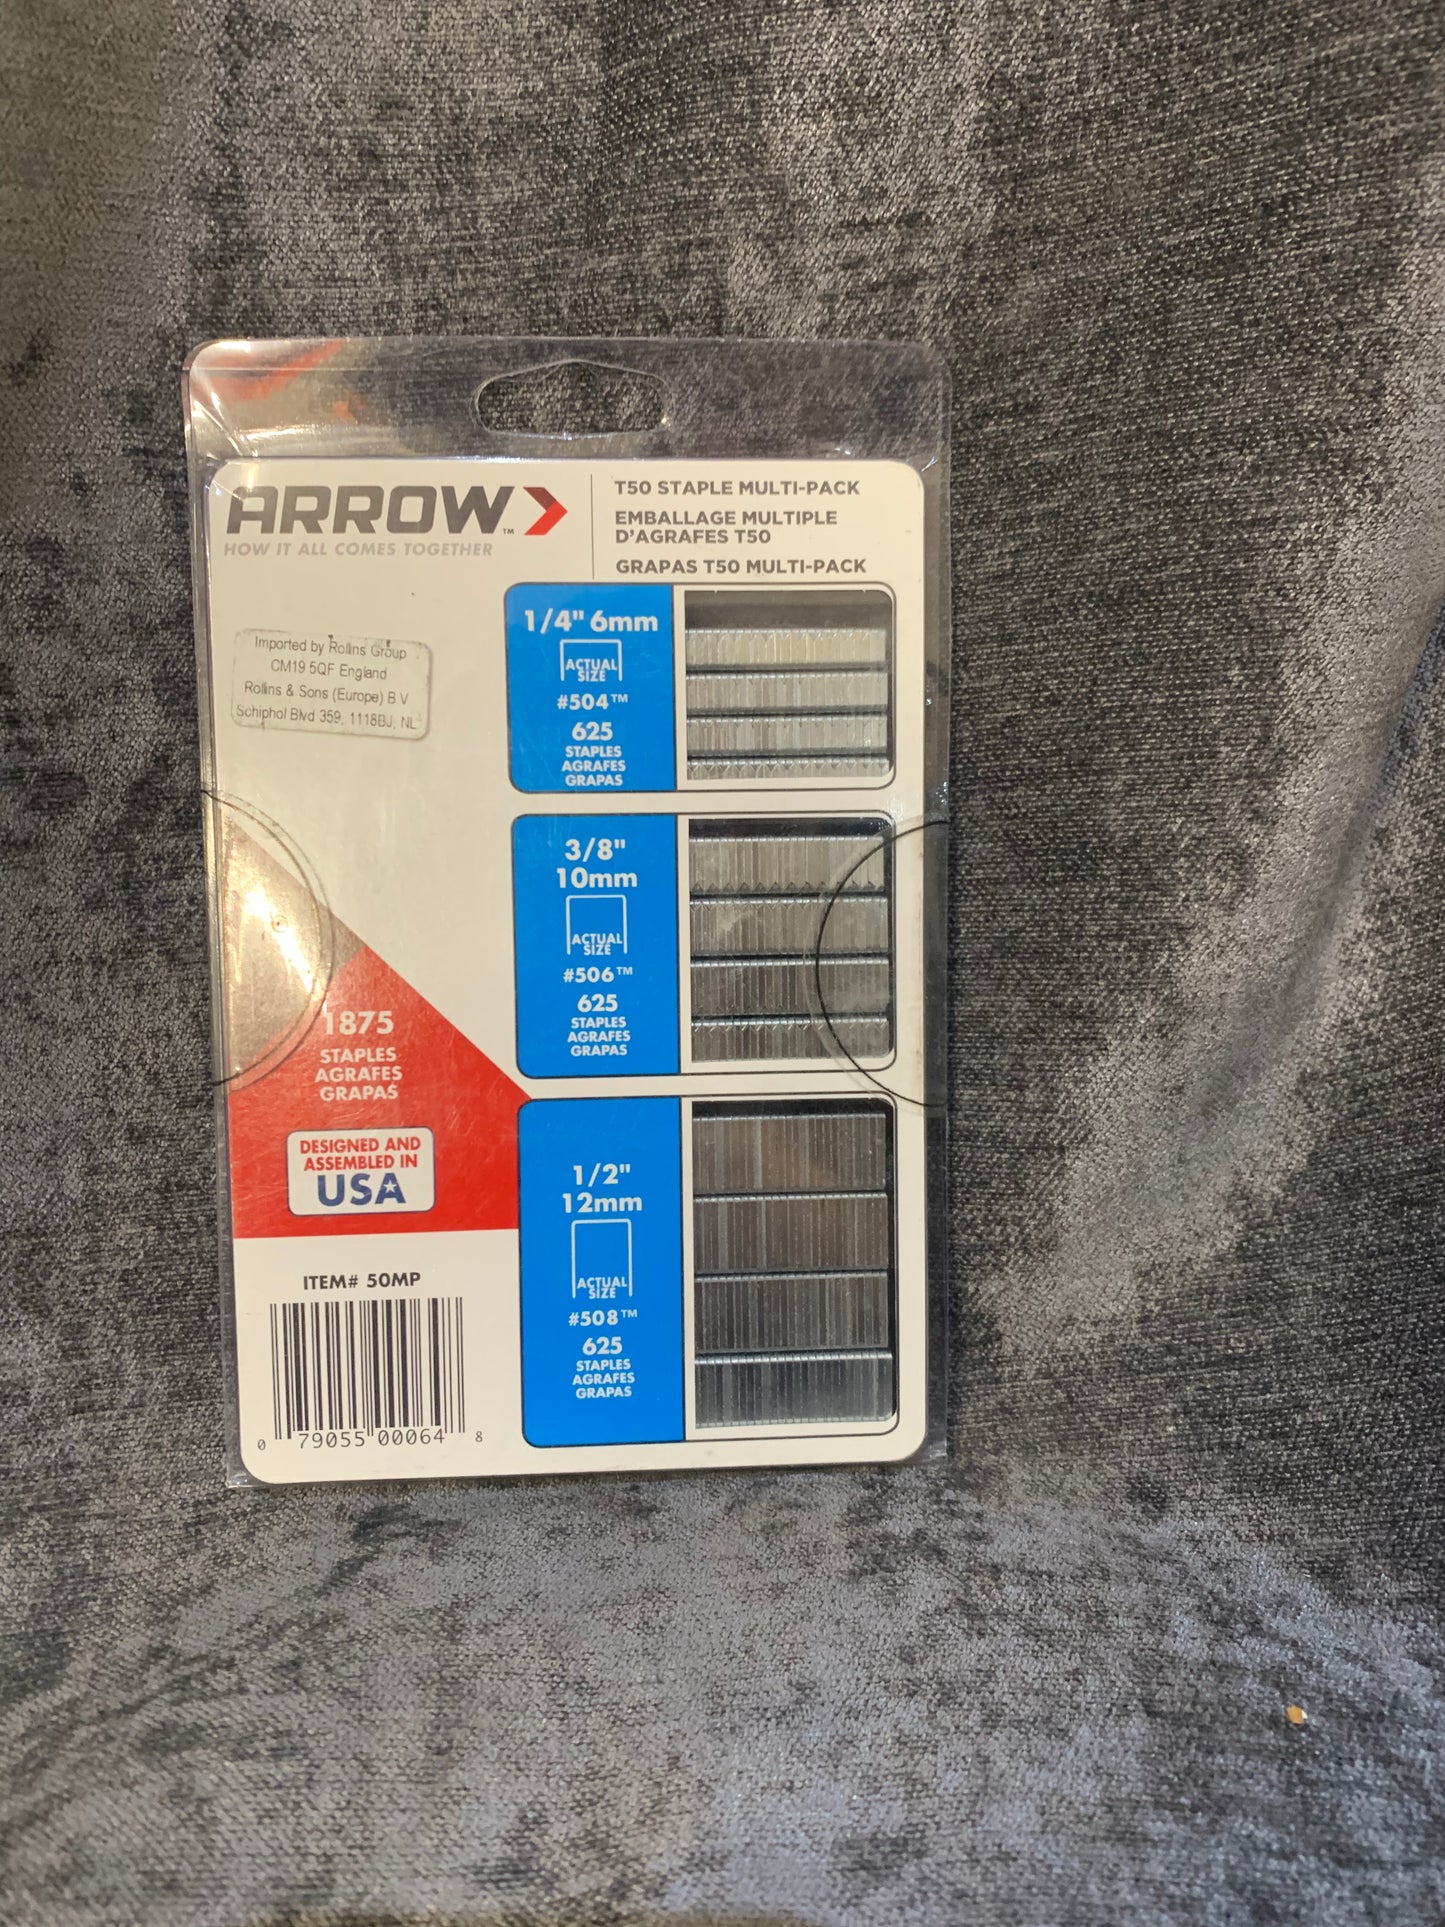 ARROW™
HOW IT ALL COMES TOGETHER
T50 STAPLE MULTI-PACK
EMBALLAGE MULTIPLE
D'AGRAFES T50
GRAPAS T50 MULTI-PACK
Imported by Rollins Group
CM19 5QF England
Rollins & Sons (Europe) B V
Schiphol Blvd 359, 1118BJ, NL
1/4" 6mm
ACTUAL
SIZE
#504™
625
STAPLES
AGRAFES
GRAPAS
3/8"
10mm
ACTUAL
SIZE
#506™
625
STAPLES
AGRAFES
GRAPAS
1875
STAPLES
AGRAFES
GRAPAS
DESIGNED AND
ASSEMBLED IN
USA
1/2"
12mm
ACTUAL
SIZE
#508™
625
STAPLES
AGRAFES
GRAPAS
ITEM# 50MP
0 79055 00064 8